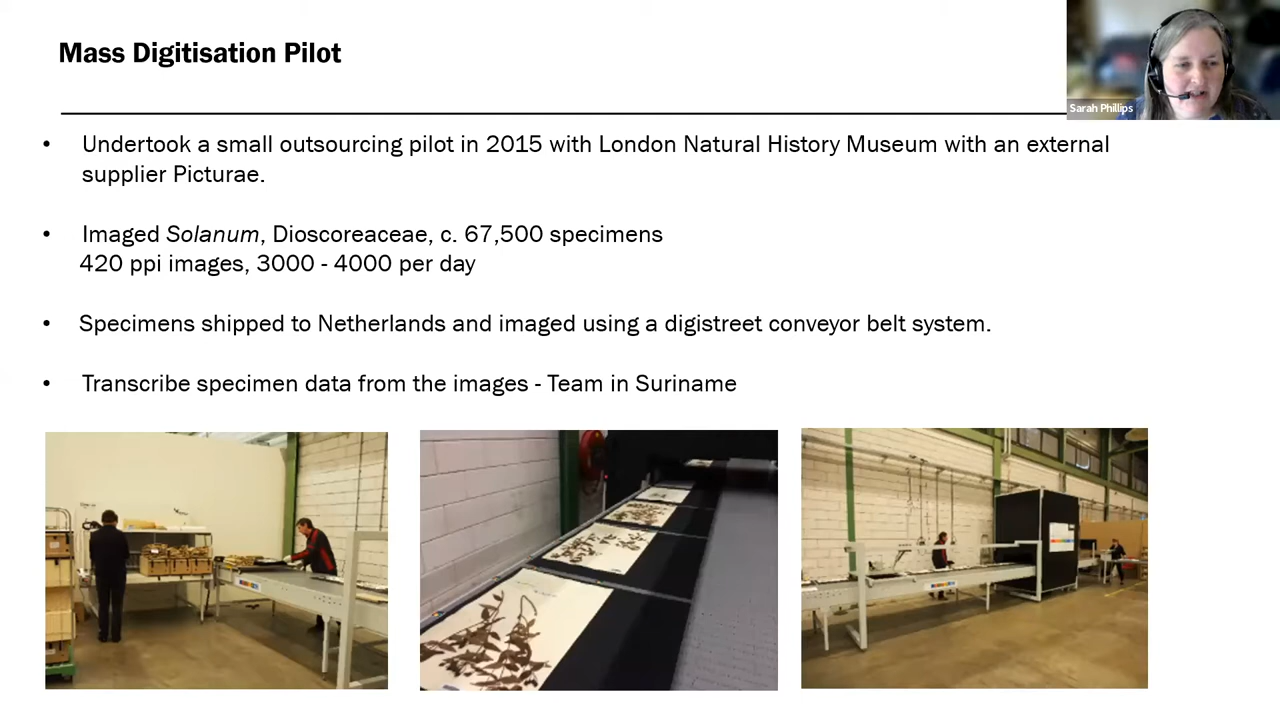 Mass Digitisation Pilot
Sarah Phillips
• Undertook a small outsourcing pilot in 2015 with London Natural History Museum with an external
supplier Picturae.
• Imaged Solanum, Dioscoreaceae, c. 67,500 specimens
420 ppi images, 3000 - 4000 per day
• Specimens shipped to Netherlands and imaged using a digistreet conveyor belt system.
• Transcribe specimen data from the images - Team in Suriname